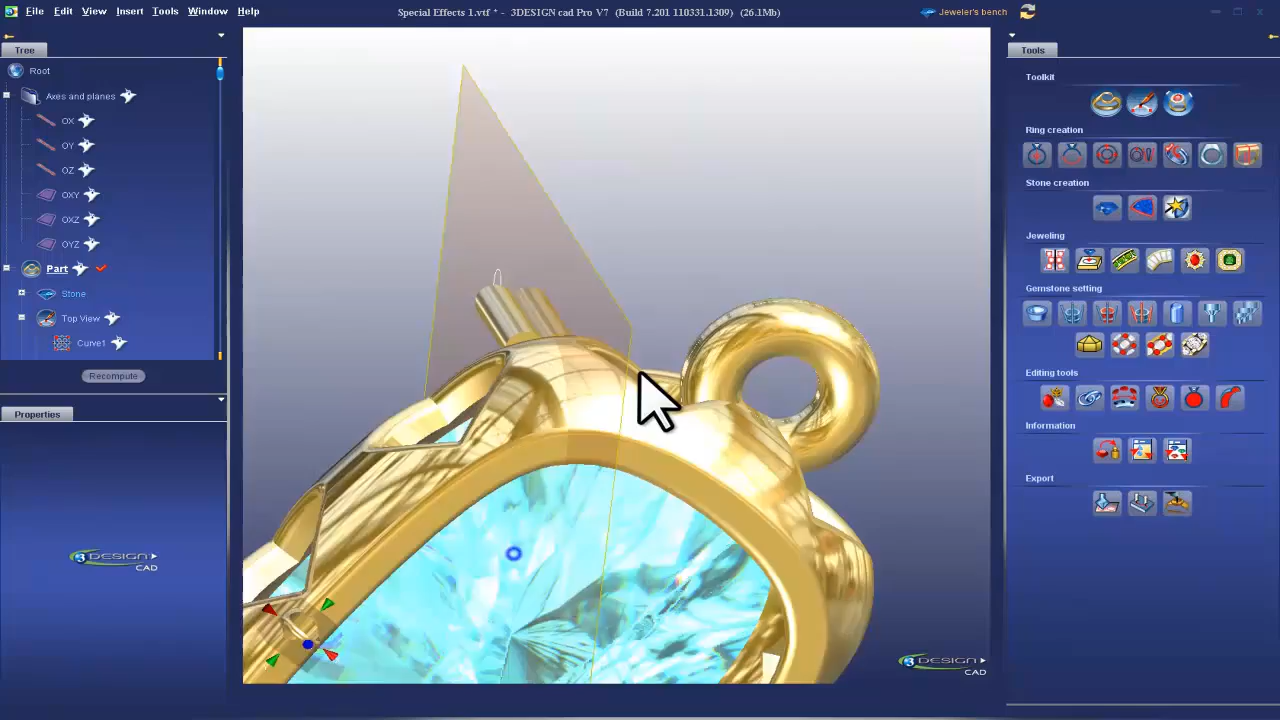 File Edit View Insert Tools Window Help
Special Effects 1.vtf * - 3DESIGN cad Pro V7 (Build 7.201 110331.1309) (26.1Mb)
Jeweler's bench
Tree
Root
Axes and planes
OX
OY
OZ
OXY
OXZ
OYZ
Part
Stone
Top View
Curve1
Recompute
Properties
3DESIGN
CAD
3DESIGN
CAD
Tools
Toolkit
Ring creation
Stone creation
Jeweling
Gemstone setting
Editing tools
Information
Export